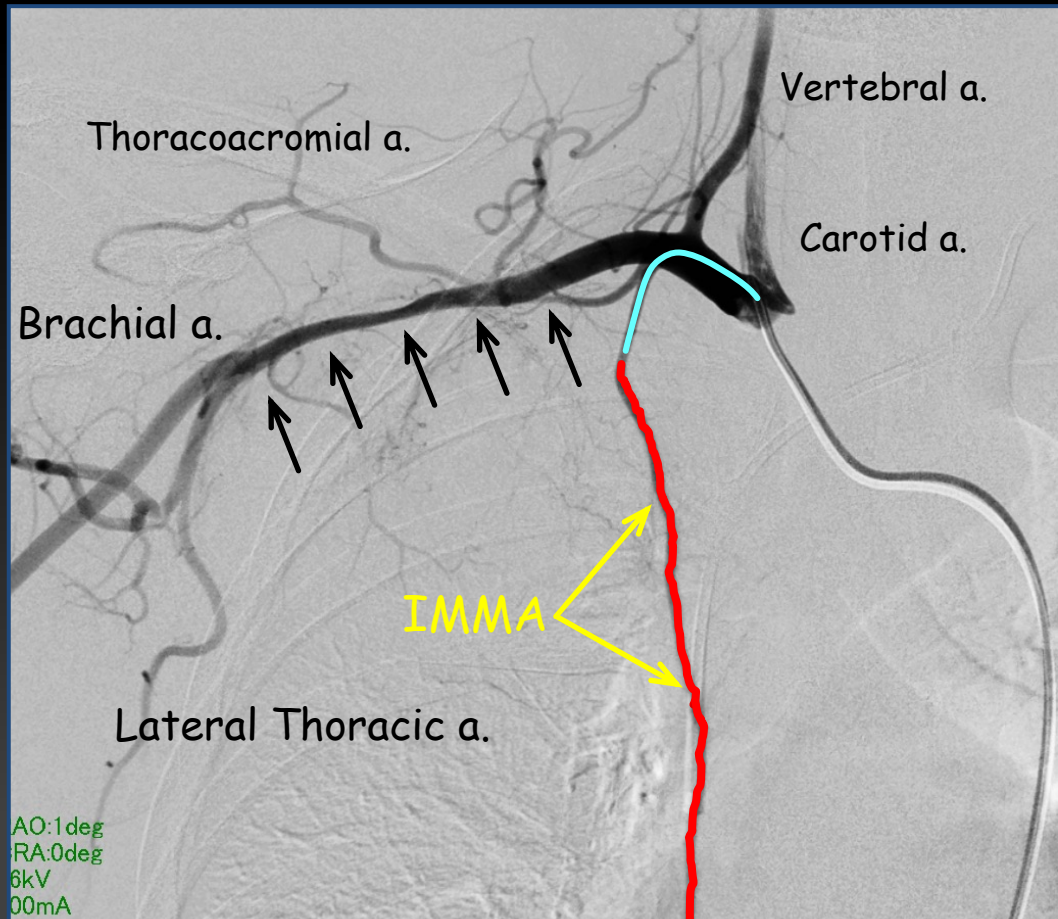 Vertebral a.
Thoracoacromial a.
Carotid a.
Brachial a.
IMMA
Lateral Thoracic a.
AO:1deg
RA:0deg
6kV
00mA